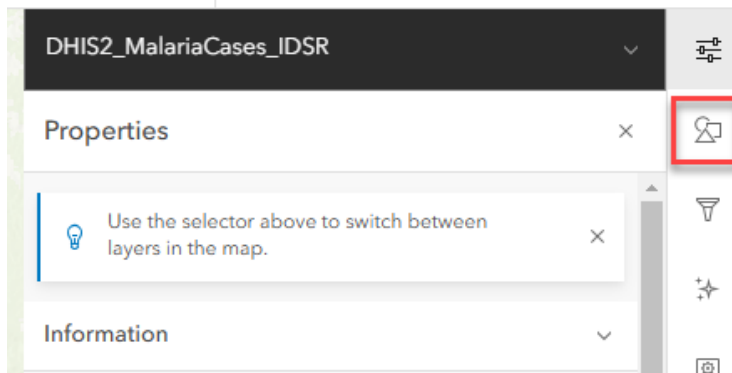 DHIS2_MalariaCases_IDSR
Properties
Use the selector above to switch between
layers in the map.
Information